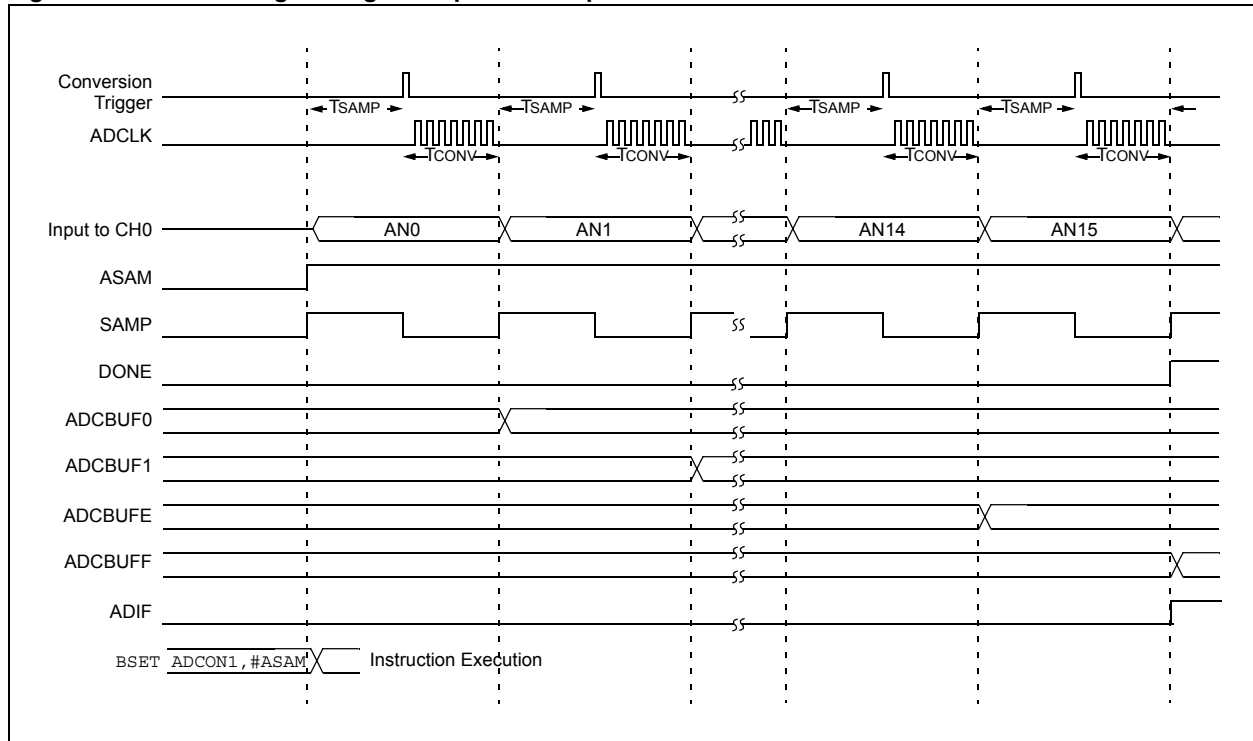 Conversion
Trigger
TSAMP TSAMP TSAMP TSAMP
ADCLK
TCONV TCONV TCONV TCONV
Input to CH0 AN0 AN1 AN14 AN15
ASAM
SAMP
DONE
ADCBUF0
ADCBUF1
ADCBUFE
ADCBUFF
ADIF
BSET ADCON1,#ASAM Instruction Execution